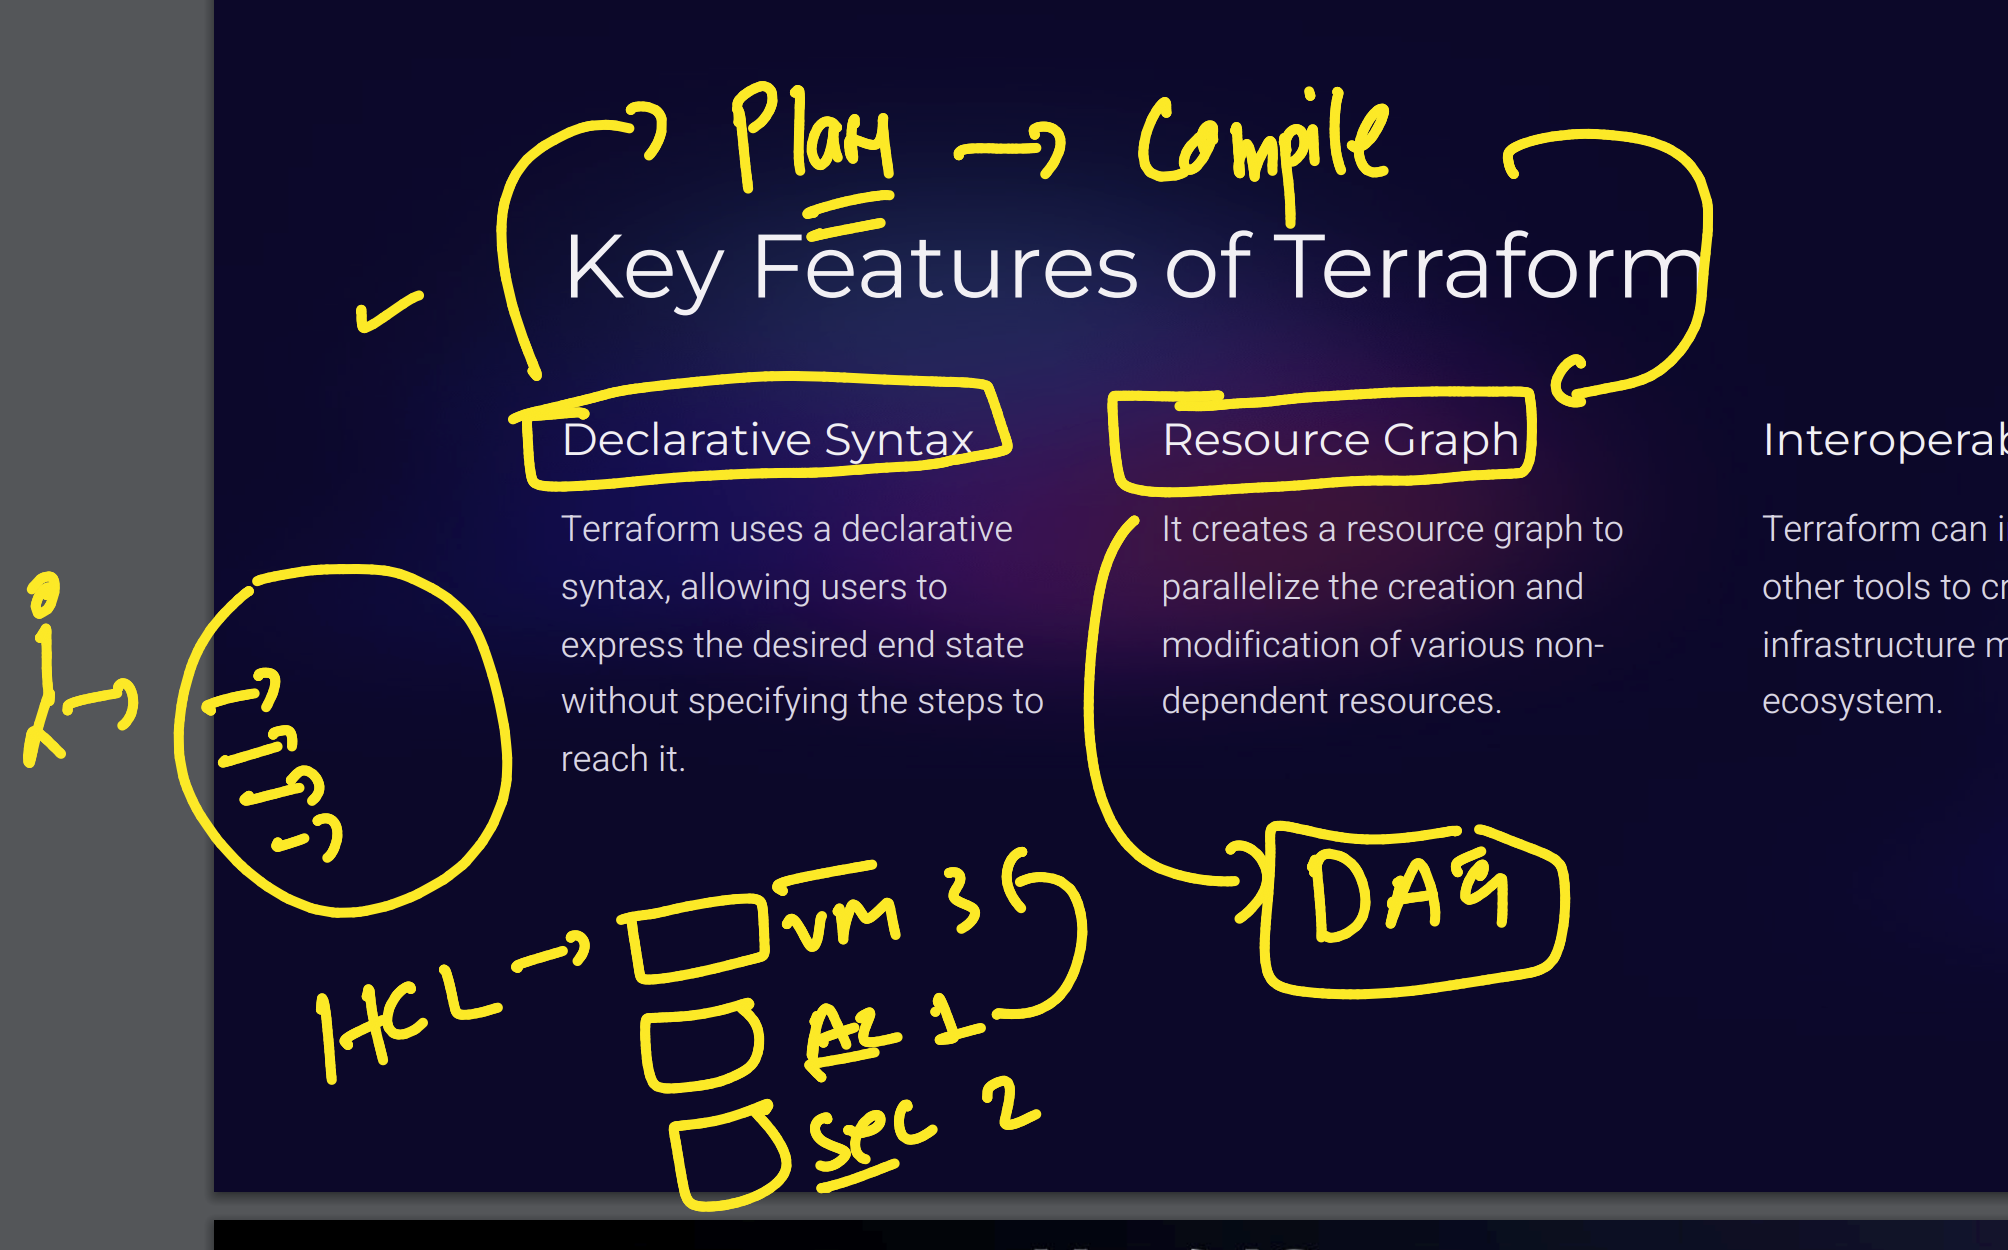 Plan → Compile
Key Features of Terraform
Declarative Syntax
Terraform uses a declarative
syntax, allowing users to
express the desired end state
without specifying the steps to
reach it.
Resource Graph
It creates a resource graph to
parallelize the creation and
modification of various non-
dependent resources.
Interoperab
Terraform can i
other tools to cr
infrastructure m
ecosystem.
DAG
HCL → VM 3
AZ 1
Sec 2